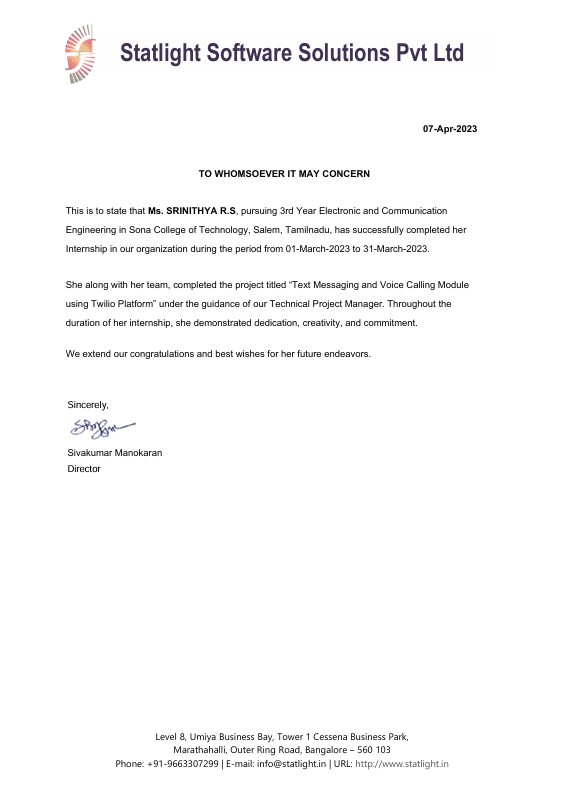 Statlight Software Solutions Pvt Ltd
07-Apr-2023
TO WHOMSOEVER IT MAY CONCERN
This is to state that Ms. SRINITHYA R.S, pursuing 3rd Year Electronic and Communication
Engineering in Sona College of Technology, Salem, Tamilnadu, has successfully completed her
Internship in our organization during the period from 01-March-2023 to 31-March-2023.
She along with her team, completed the project titled “Text Messaging and Voice Calling Module
using Twilio Platform” under the guidance of our Technical Project Manager. Throughout the
duration of her internship, she demonstrated dedication, creativity, and commitment.
We extend our congratulations and best wishes for her future endeavors.
Sincerely,
Sivakumar Manokaran
Director
Level 8, Umiya Business Bay, Tower 1 Cessena Business Park,
Marathahalli, Outer Ring Road, Bangalore – 560 103
Phone: +91-9663307299 | E-mail: info@statlight.in | URL: http://www.statlight.in